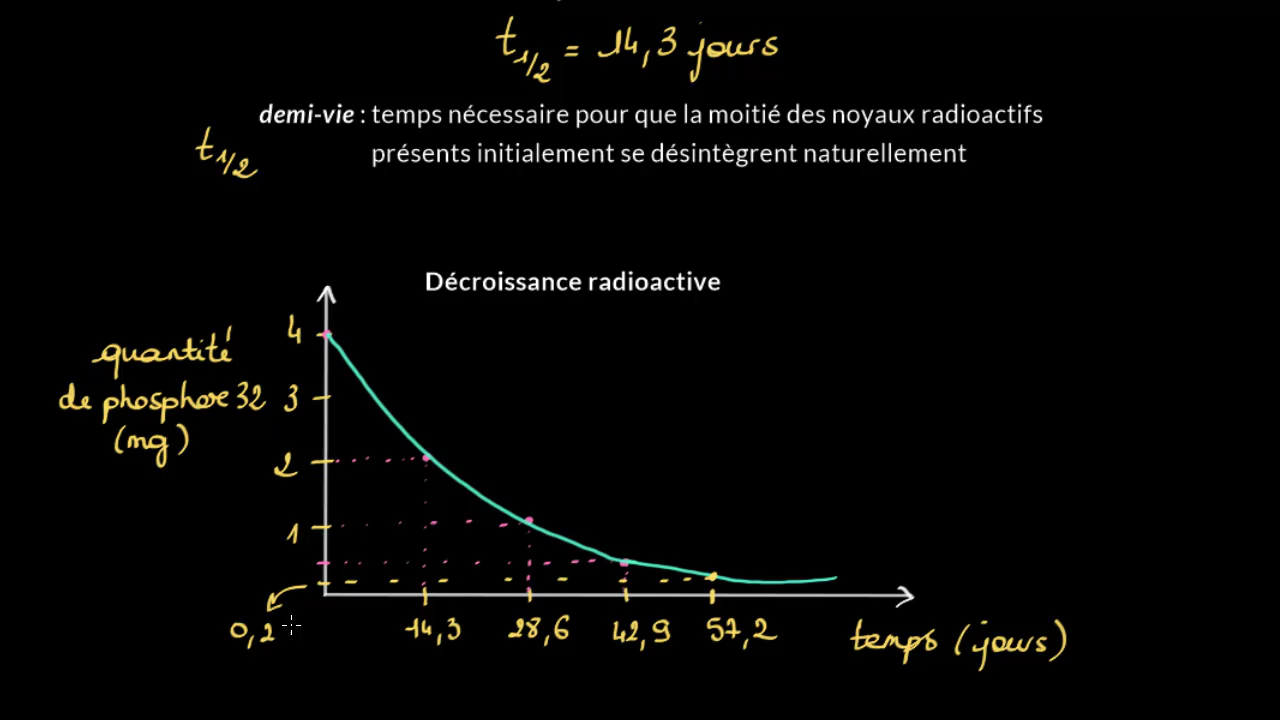 t1/2 = 14,3 jours
demi-vie : temps nécessaire pour que la moitié des noyaux radioactifs
t1/2
présents initialement se désintègrent naturellement
Décroissance radioactive
quantité
de phosphore 32
(mg)
4
3
2
1
0,2
14,3
28,6
42,9
57,2
temps (jours)